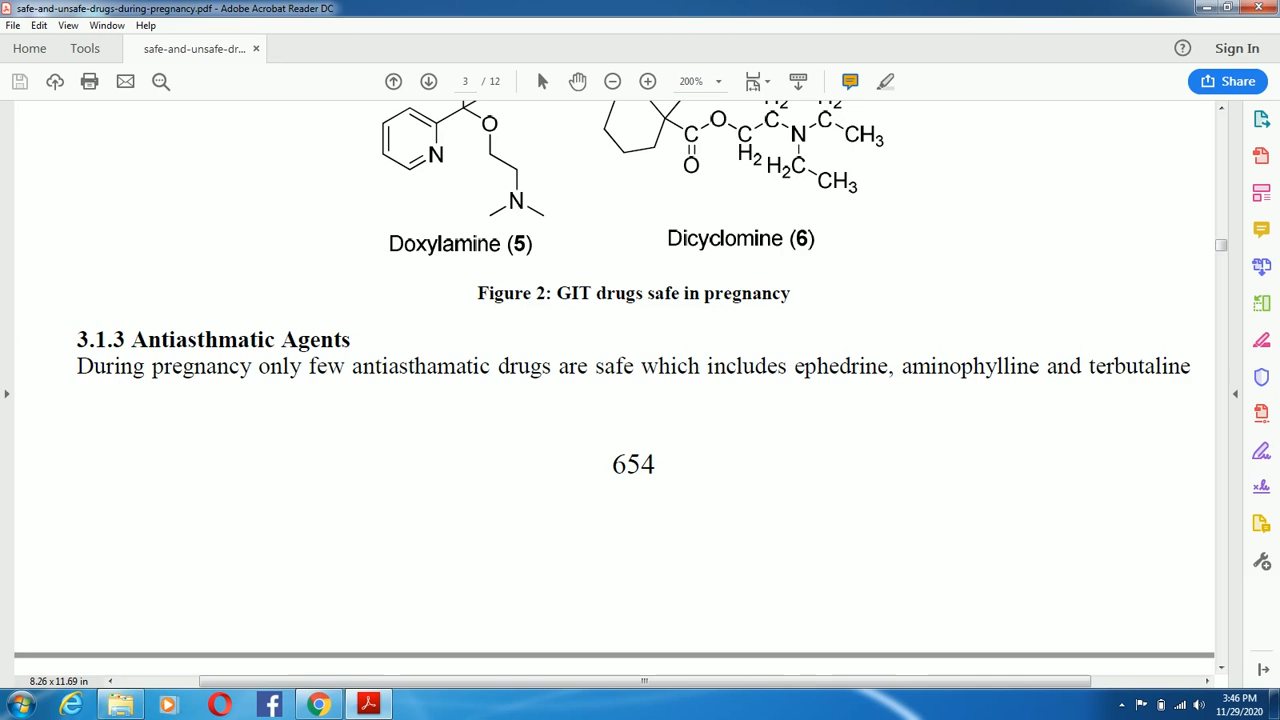 safe-and-unsafe-drugs-during-pregnancy.pdf - Adobe Acrobat Reader DC
File Edit View Window Help
Home Tools safe-and-unsafe-dr... × Sign In
3 / 12 200% Share
O N N
O O C H2 C H2 N C CH3 H2C CH3
Doxylamine (5) Dicyclomine (6)
Figure 2: GIT drugs safe in pregnancy
3.1.3 Antiasthmatic Agents
During pregnancy only few antiasthamatic drugs are safe which includes ephedrine, aminophylline and terbutaline
654
8.26 x 11.69 in
3:46 PM
11/29/2020